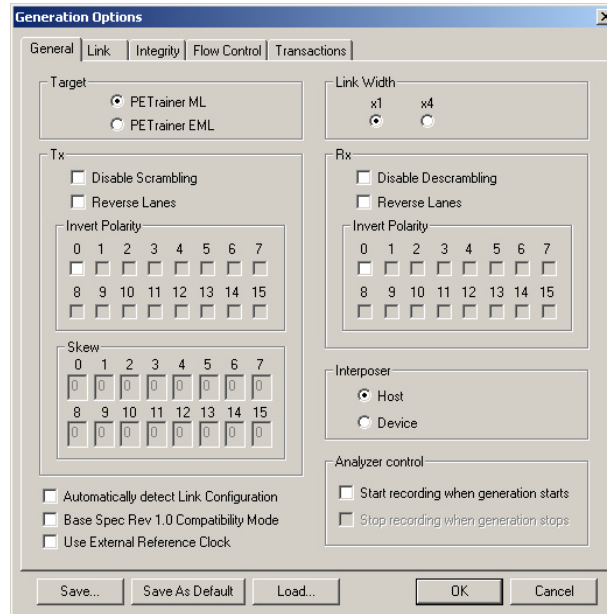 Generation Options
General Link Integrity Flow Control Transactions
Target
PETrainer ML
PETrainer EML
Link Width
x1 x4
Tx
Disable Scrambling
Reverse Lanes
Invert Polarity
0 1 2 3 4 5 6 7
8 9 10 11 12 13 14 15
Skew
0 1 2 3 4 5 6 7
0 0 0 0 0 0 0 0
8 9 10 11 12 13 14 15
0 0 0 0 0 0 0 0
Rx
Disable Descrambling
Reverse Lanes
Invert Polarity
0 1 2 3 4 5 6 7
8 9 10 11 12 13 14 15
Interposer
Host
Device
Automatically detect Link Configuration
Base Spec Rev 1.0 Compatibility Mode
Use External Reference Clock
Analyzer control
Start recording when generation starts
Stop recording when generation stops
Save... Save As Default Load... OK Cancel